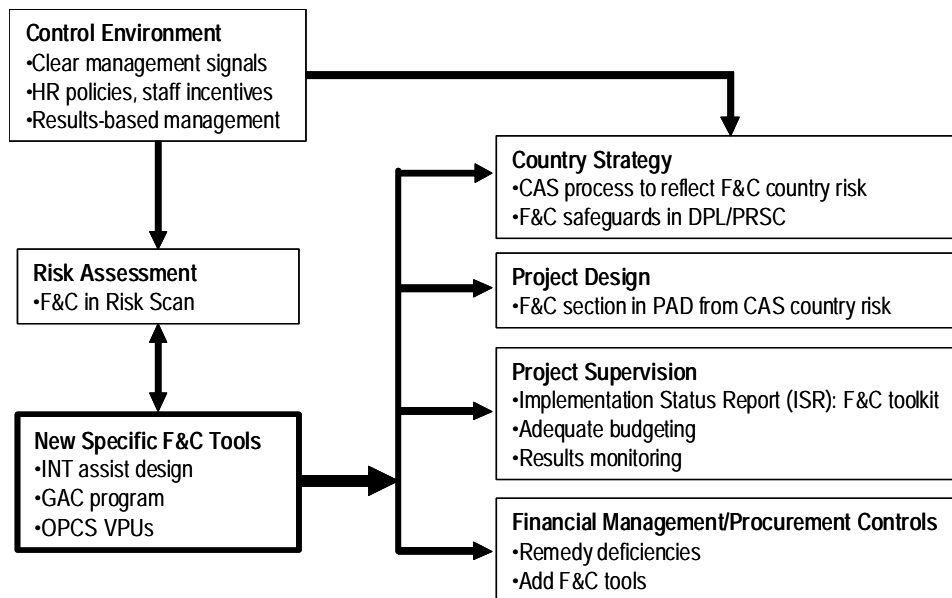 Control Environment
•Clear management signals
•HR policies, staff incentives
•Results-based management
Risk Assessment
•F&C in Risk Scan
New Specific F&C Tools
•INT assist design
•GAC program
•OPCS VPUs
Country Strategy
•CAS process to reflect F&C country risk
•F&C safeguards in DPL/PRSC
Project Design
•F&C section in PAD from CAS country risk
Project Supervision
•Implementation Status Report (ISR): F&C toolkit
•Adequate budgeting
•Results monitoring
Financial Management/Procurement Controls
•Remedy deficiencies
•Add F&C tools